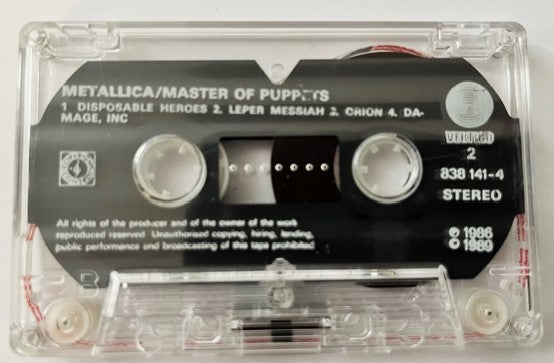 METALLICA/MASTER OF PUPPETS
1 DISPOSABLE HEROES 2. LEPER MESSIAH 3. ORION 4. DA-
MAGE, INC
VERTIGO
2
838 141-4
STEREO
All rights of the producer and of the owner of the work
reproduced reserved. Unauthorized copying, hiring, lending,
public performance and broadcasting of this tape prohibited
℗ 1986
© 1989
B